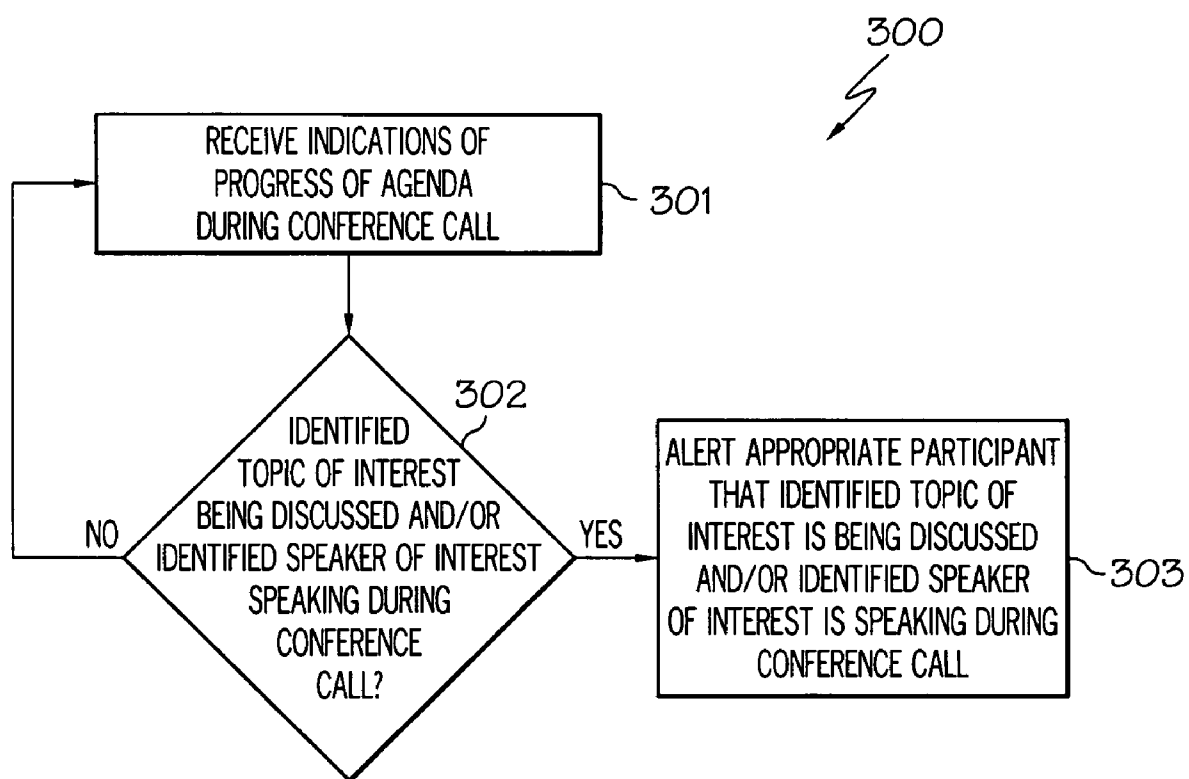 300
RECEIVE INDICATIONS OF
PROGRESS OF AGENDA
DURING CONFERENCE CALL
301
302
IDENTIFIED
TOPIC OF INTEREST
BEING DISCUSSED AND/OR
IDENTIFIED SPEAKER OF INTEREST
SPEAKING DURING
CONFERENCE
CALL?
NO
YES
ALERT APPROPRIATE PARTICIPANT
THAT IDENTIFIED TOPIC OF
INTEREST IS BEING DISCUSSED
AND/OR IDENTIFIED SPEAKER
OF INTEREST IS SPEAKING DURING
CONFERENCE CALL
303